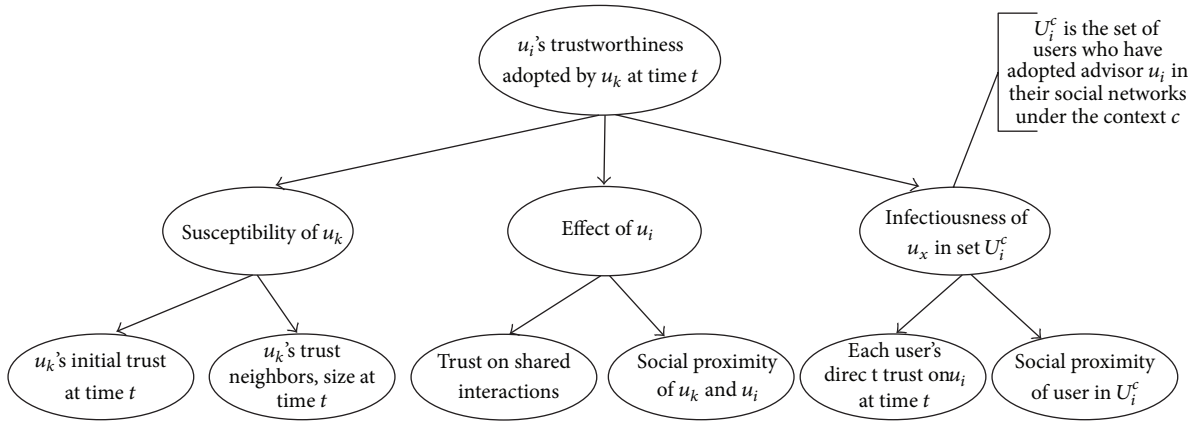 u_i's trustworthiness
adopted by u_k at time t
U_i^c is the set of
users who have
adopted advisor u_i in
their social networks
under the context c
Susceptibility of u_k
Effect of u_i
Infectiousness of
u_x in set U_i^c
u_k's initial trust
at time t
u_k's trust
neighbors, size at
time t
Trust on shared
interactions
Social proximity
of u_k and u_i
Each user's
direc t trust onu_i
at time t
Social proximity
of user in U_i^c